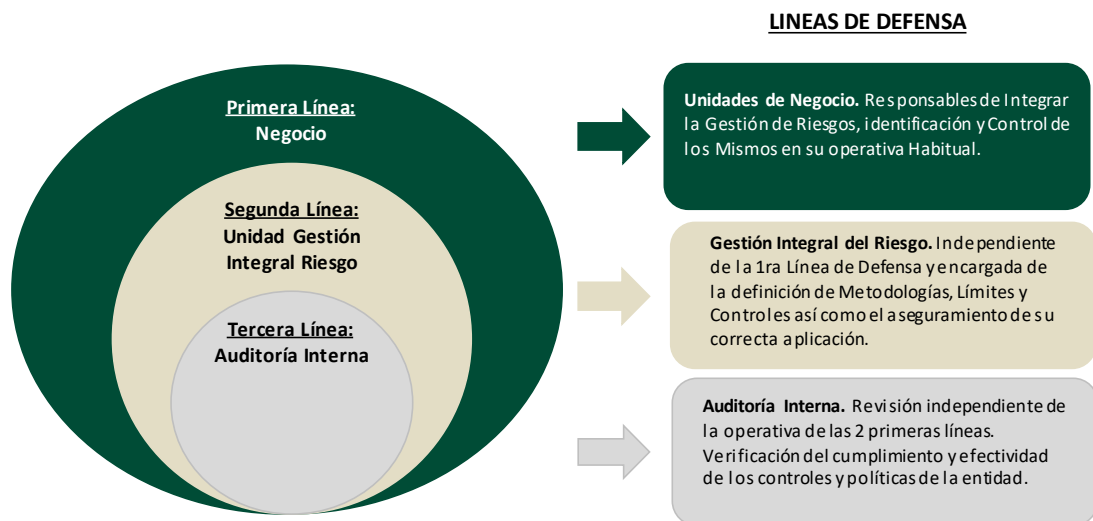 LINEAS DE DEFENSA
Primera Línea:
Negocio
Segunda Línea:
Unidad Gestión
Integral Riesgo
Tercera Línea:
Auditoría Interna
Unidades de Negocio. Responsables de Integrar
la Gestión de Riesgos, identificación y Control de
los Mismos en su operativa Habitual.
Gestión Integral del Riesgo. Independiente
de la 1ra Línea de Defensa y encargada de
la definición de Metodologías, Límites y
Controles así como el aseguramiento de su
correcta aplicación.
Auditoría Interna. Revisión independiente de
la operativa de las 2 primeras líneas.
Verificación del cumplimiento y efectividad
de los controles y políticas de la entidad.